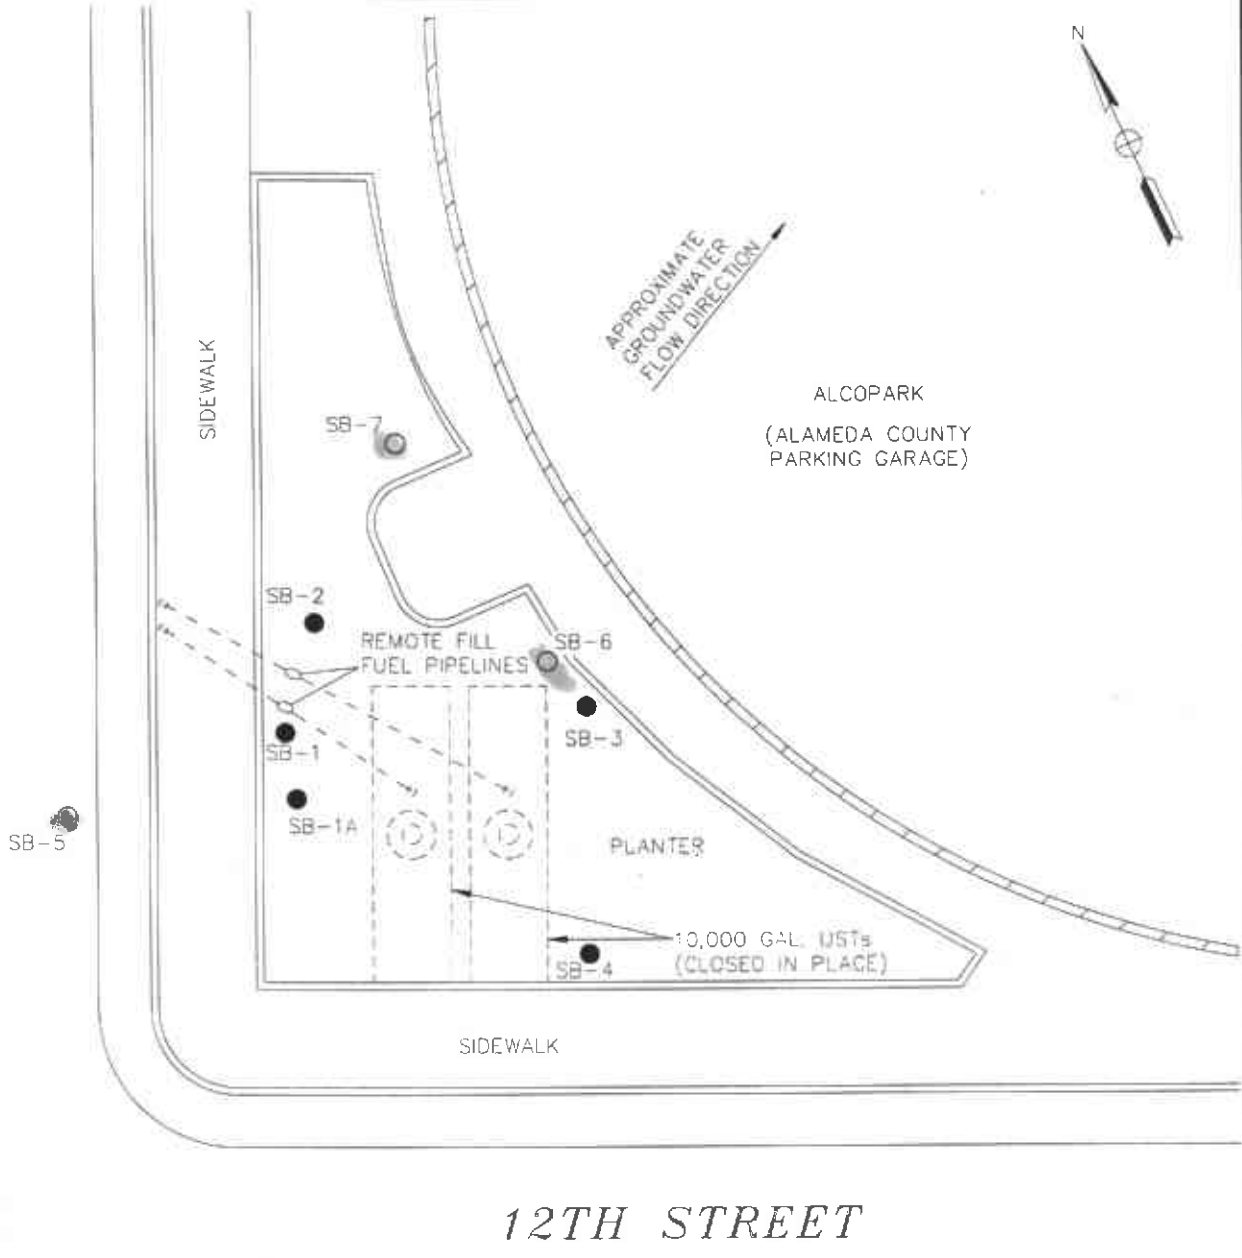 N
APPROXIMATE
GROUNDWATER
FLOW DIRECTION
SIDEWALK
ALCOPARK
(ALAMEDA COUNTY
PARKING GARAGE)
SB-7
SB-2
REMOTE FILL
FUEL PIPELINES
SB-6
SB-3
SB-1
SB-1A
SB-5
PLANTER
10,000 GAL. USTs
(CLOSED IN PLACE)
SB-4
SIDEWALK
12TH STREET